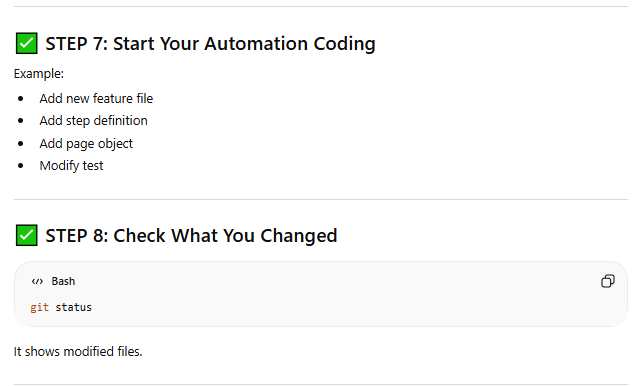 ✅ STEP 7: Start Your Automation Coding
Example:
• Add new feature file
• Add step definition
• Add page object
• Modify test
✅ STEP 8: Check What You Changed
</> Bash
git status
It shows modified files.